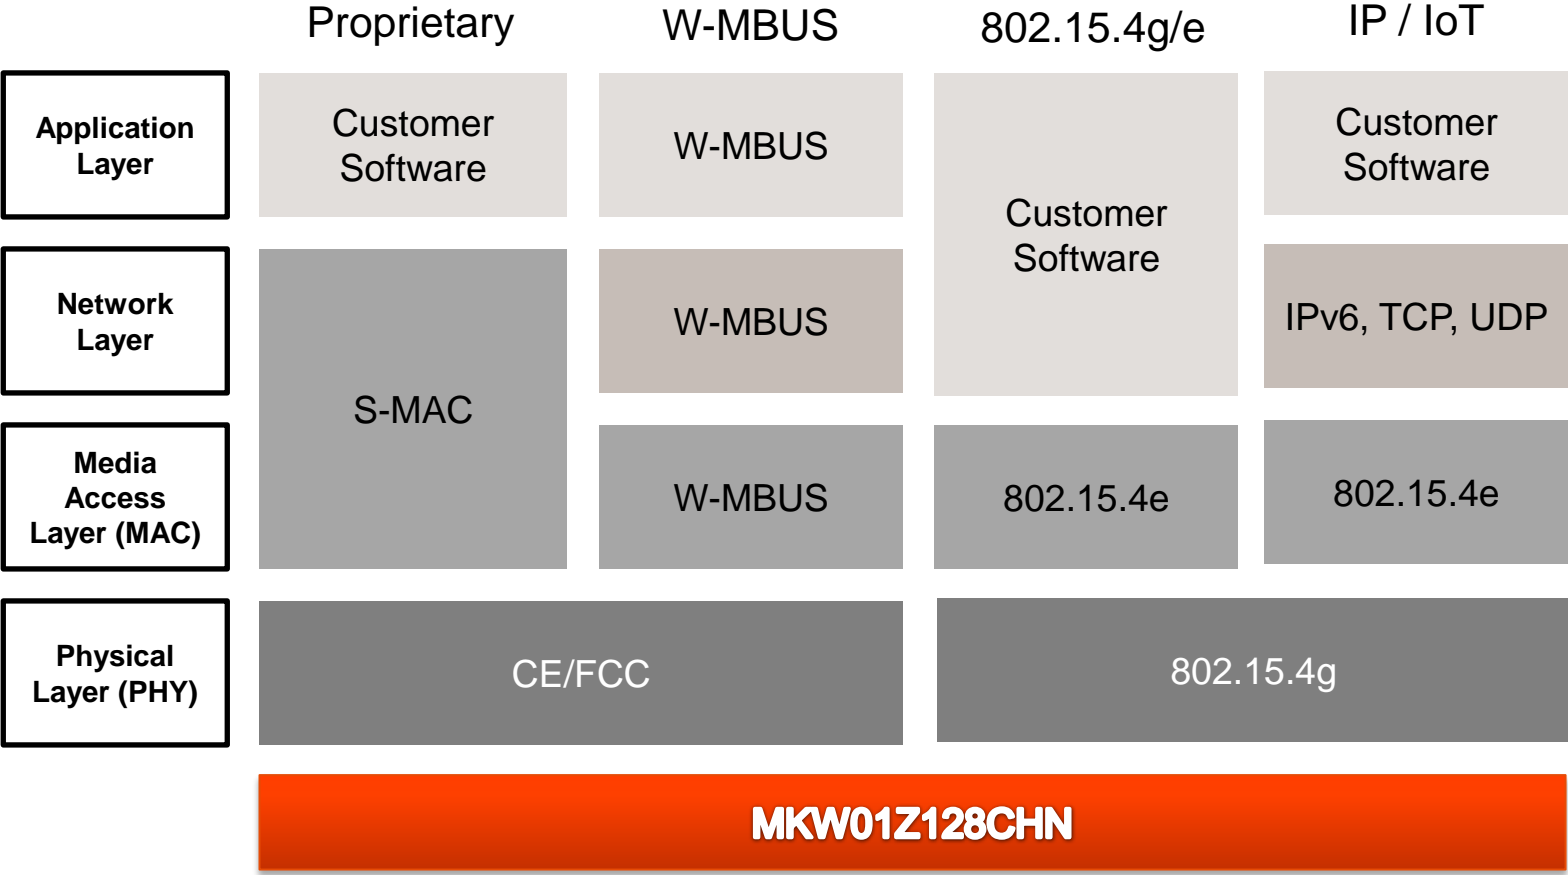 Proprietary
W-MBUS
802.15.4g/e
IP / IoT
Application
Layer
Customer
Software
W-MBUS
Customer
Software
Customer
Software
Network
Layer
S-MAC
W-MBUS
IPv6, TCP, UDP
Media
Access
Layer (MAC)
W-MBUS
802.15.4e
802.15.4e
Physical
Layer (PHY)
CE/FCC
802.15.4g
MKW01Z128CHN